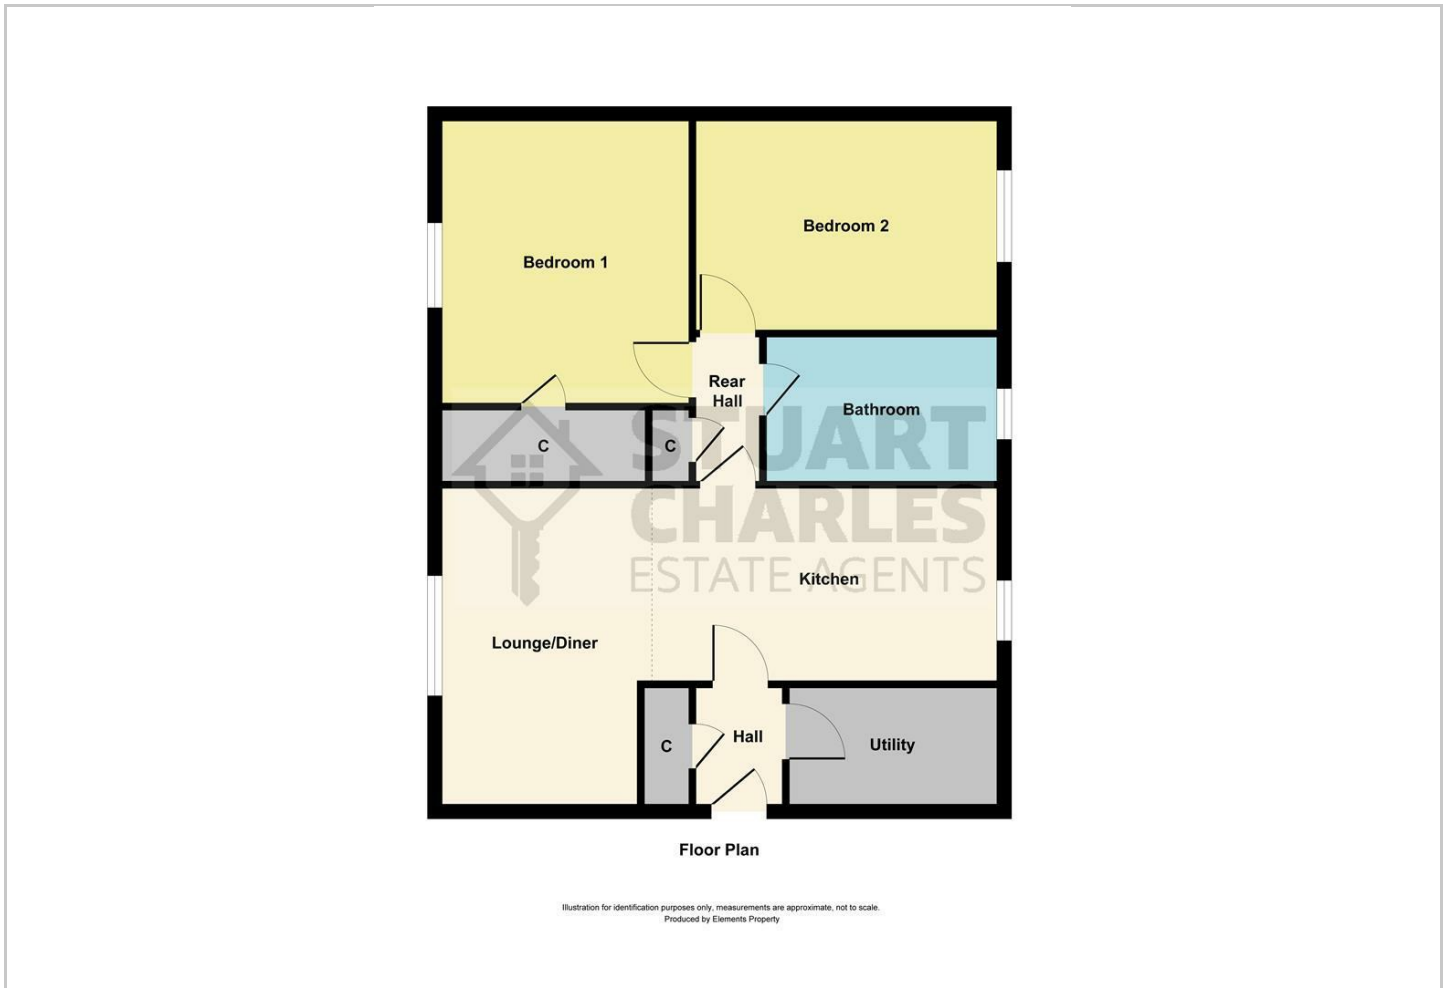 Bedroom 2
Bedroom 1
Rear
Hall
Bathroom
C
C
STUART
CHARLES
ESTATE AGENTS
Kitchen
Lounge/Diner
Hall
C
Utility
Floor Plan
Illustration for identification purposes only, measurements are approximate, not to scale.
Produced by Elements Property